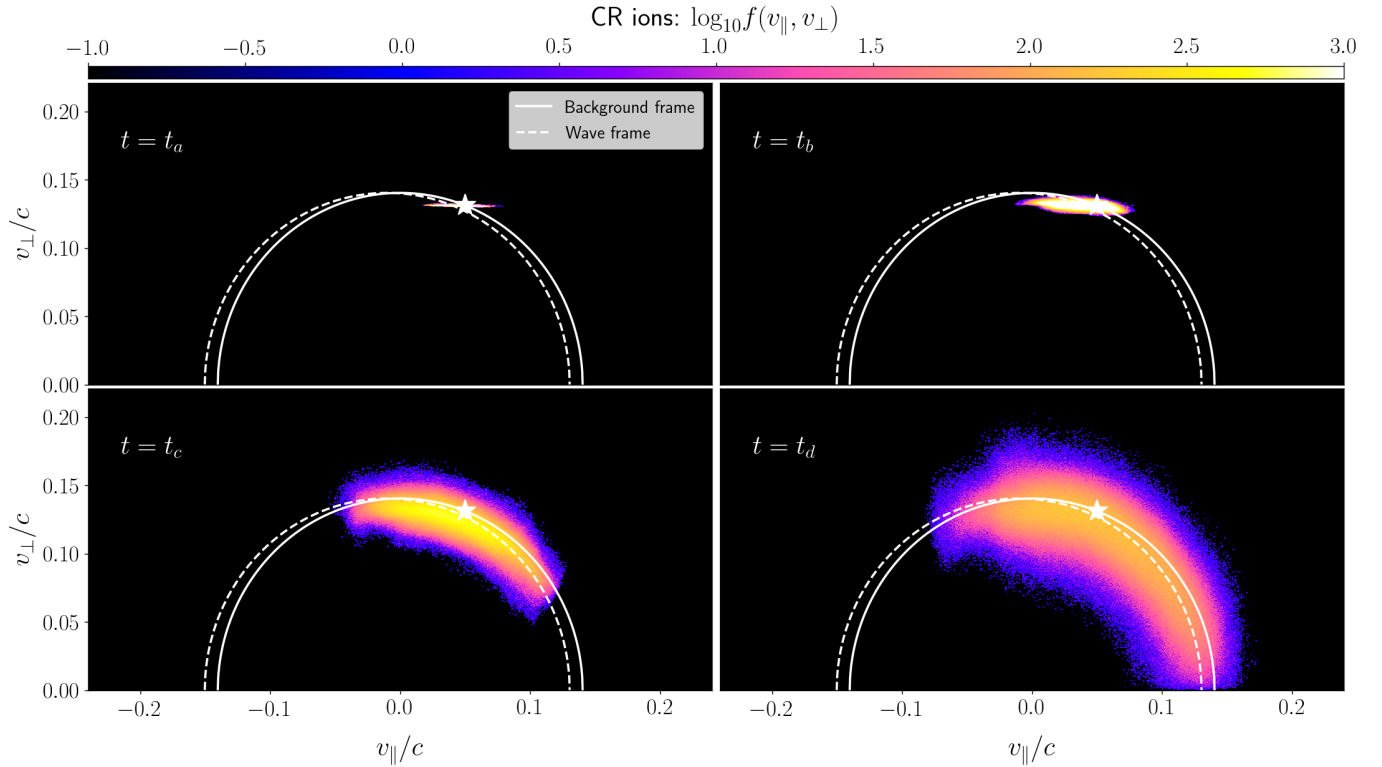 CR ions: log₁₀ f(v∥, v⊥)
−1.0 −0.5 0.0 0.5 1.0 1.5 2.0 2.5 3.0
Background frame
Wave frame
t = tₐ
t = t_b
0.20
0.15
0.10
0.05
0.00
v⊥/c
t = t_c
t = t_d
0.20
0.15
0.10
0.05
0.00
v⊥/c
−0.2 −0.1 0.0 0.1 0.2
−0.2 −0.1 0.0 0.1 0.2
v∥/c
v∥/c